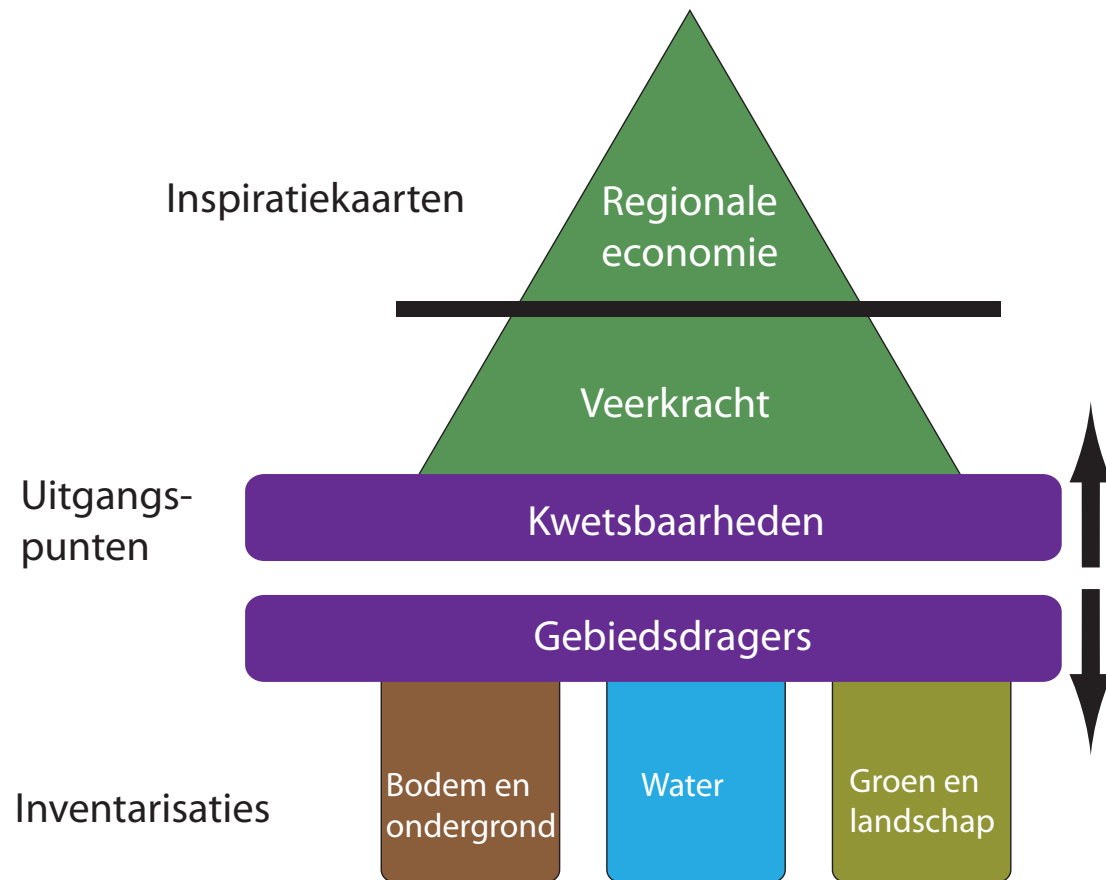 Inspiratiekaarten
Regionale
economie
Veerkracht
Uitgangs-
punten
Kwetsbaarheden
Gebiedsdragers
Inventarisaties
Bodem en
ondergrond
Water
Groen en
landschap